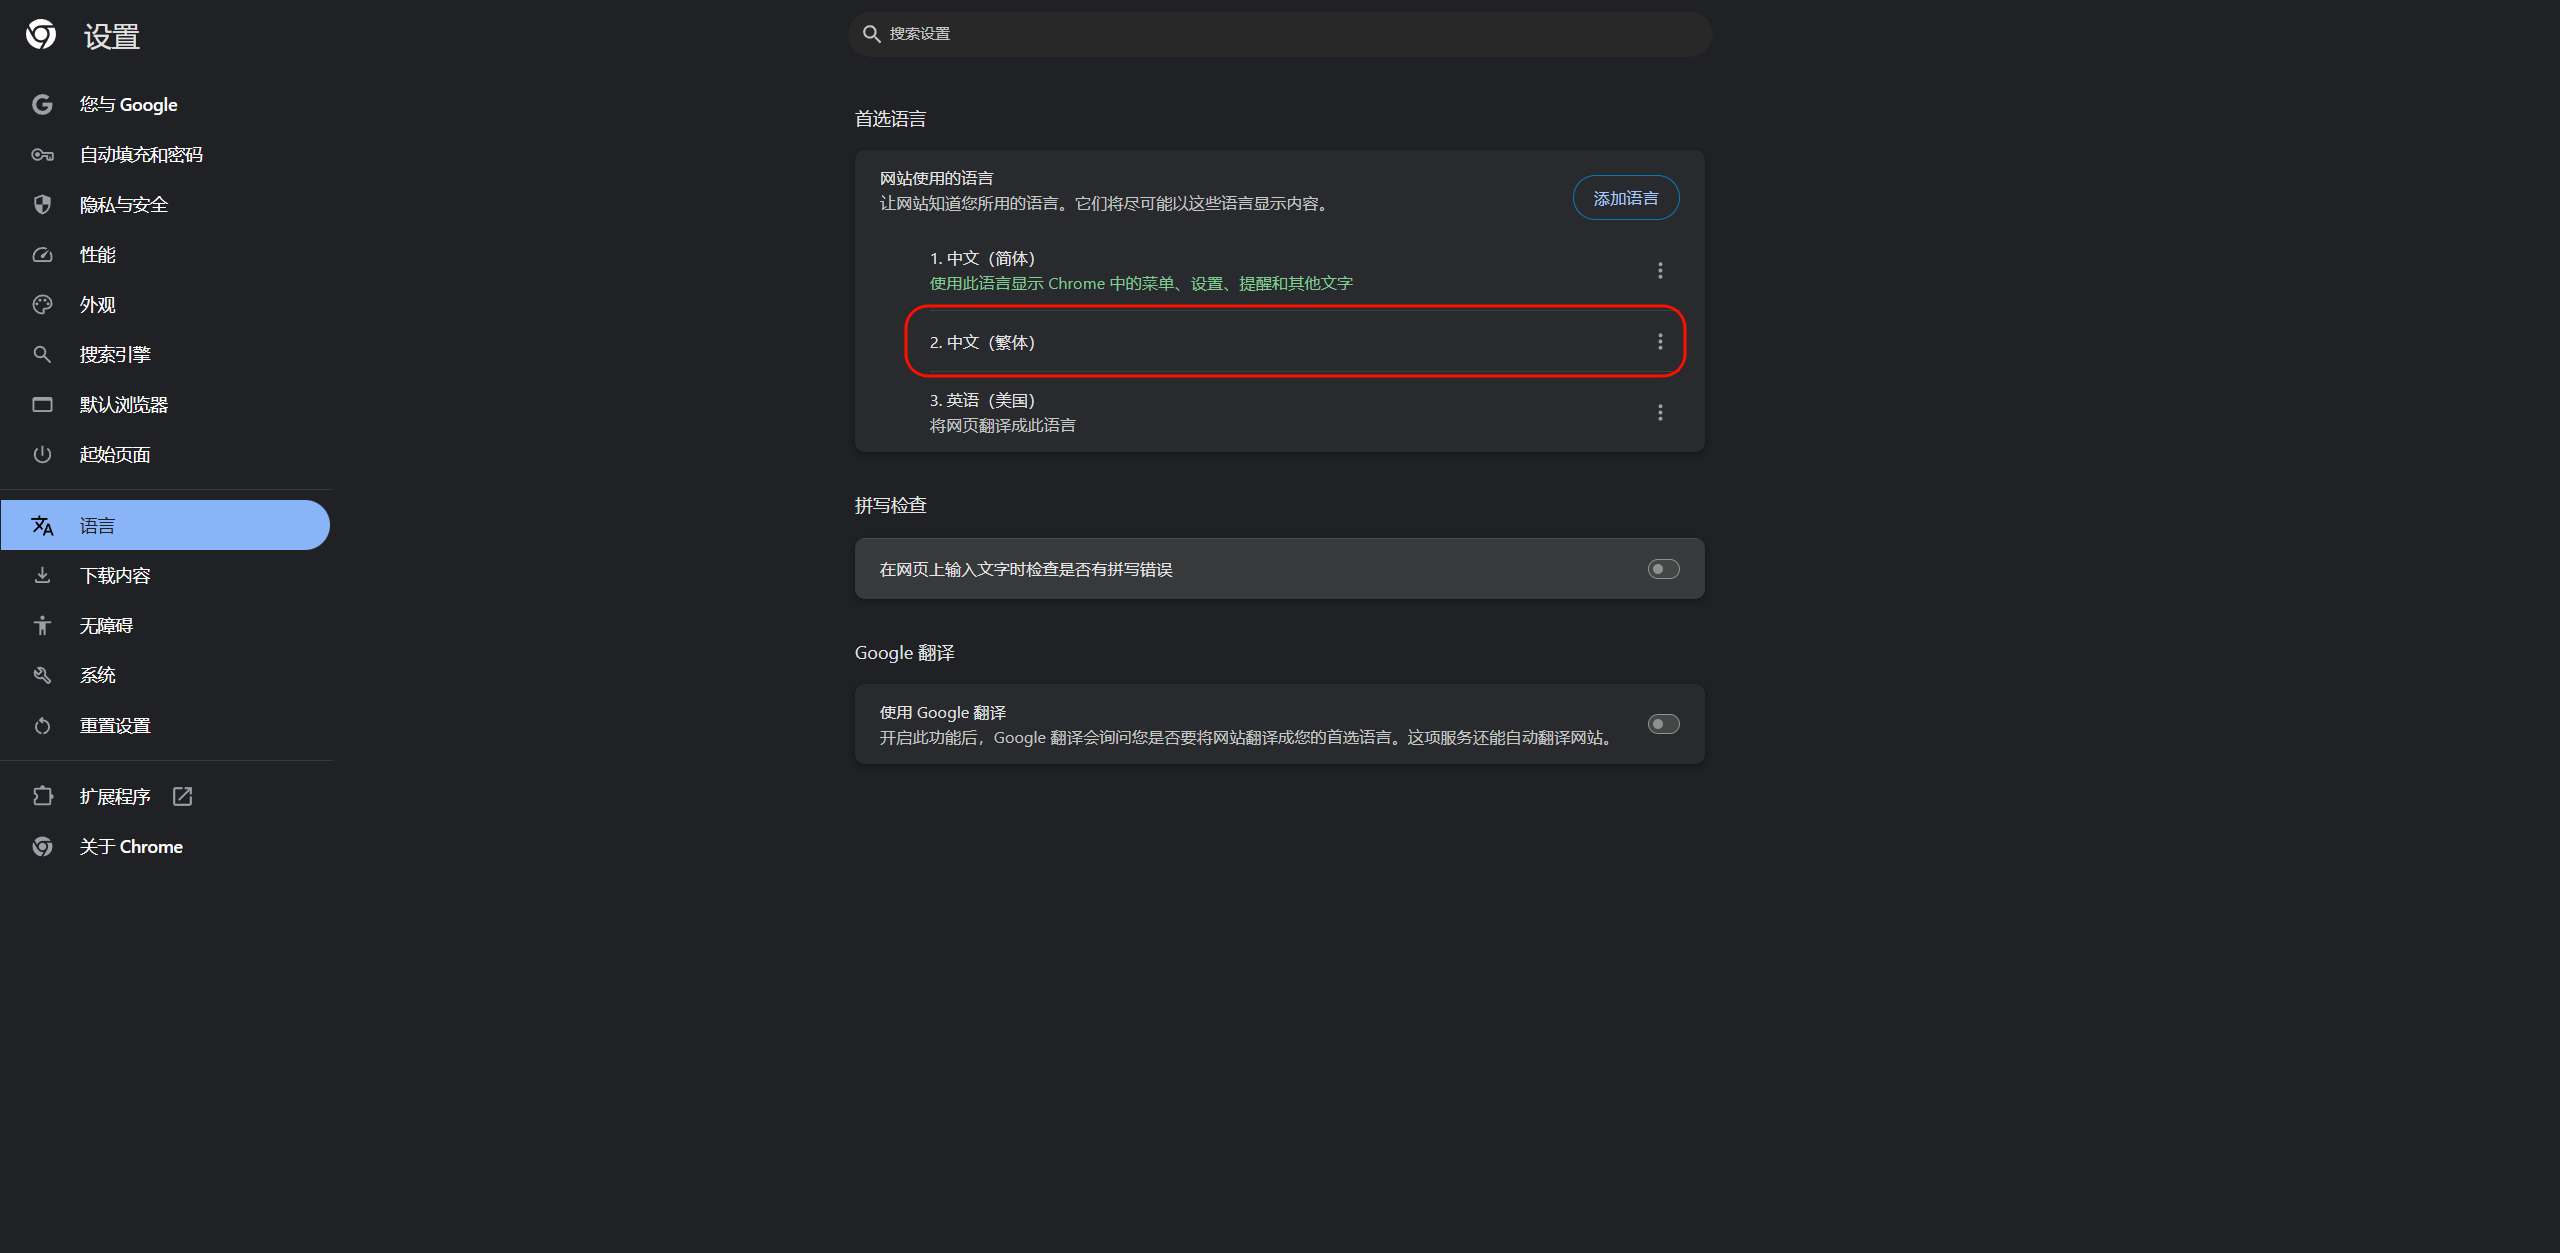 设置
搜索设置
您与 Google
自动填充和密码
隐私与安全
性能
外观
搜索引擎
默认浏览器
起始页面
语言
下载内容
无障碍
系统
重置设置
扩展程序
关于 Chrome
首选语言
网站使用的语言
让网站知道您所用的语言。它们将尽可能以这些语言显示内容。
添加语言
1. 中文（简体）
使用此语言显示 Chrome 中的菜单、设置、提醒和其他文字
2. 中文（繁体）
3. 英语（美国）
将网页翻译成此语言
拼写检查
在网页上输入文字时检查是否有拼写错误
Google 翻译
使用 Google 翻译
开启此功能后，Google 翻译会询问您是否要将网站翻译成您的首选语言。这项服务还能自动翻译网站。